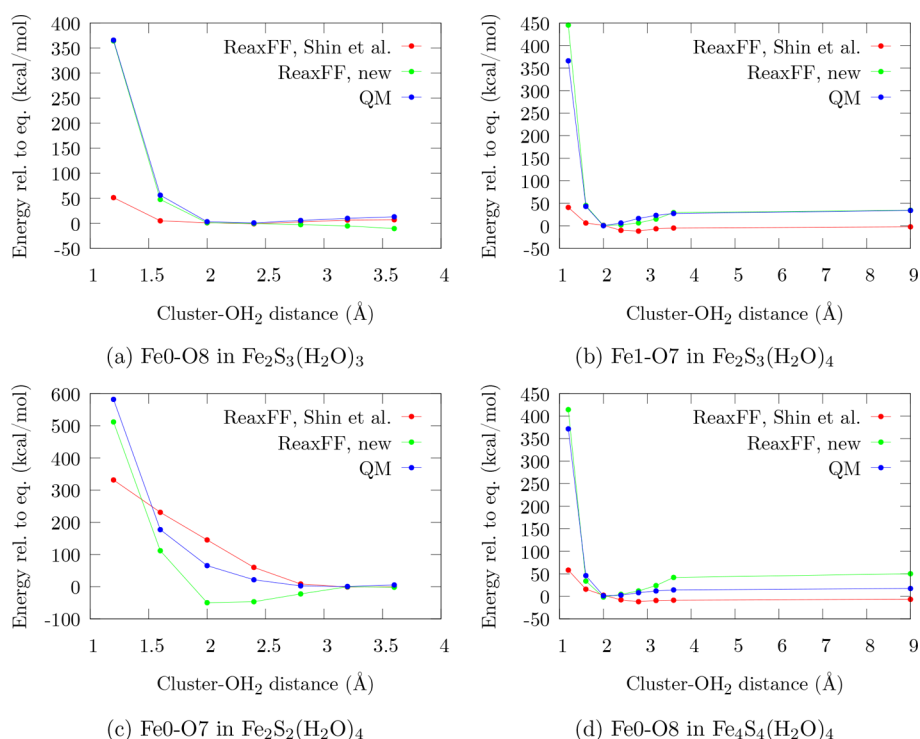 400
350
300
250
200
150
100
50
0
-50
Energy rel. to eq. (kcal/mol)
ReaxFF, Shin et al.
ReaxFF, new
QM
1 1.5 2 2.5 3 3.5 4
Cluster-OH₂ distance (Å)
(a) Fe0-O8 in Fe₂S₃(H₂O)₃
450
400
350
300
250
200
150
100
50
0
-50
Energy rel. to eq. (kcal/mol)
ReaxFF, Shin et al.
ReaxFF, new
QM
1 2 3 4 5 6 7 8 9
Cluster-OH₂ distance (Å)
(b) Fe1-O7 in Fe₂S₃(H₂O)₄
600
500
400
300
200
100
0
-100
Energy rel. to eq. (kcal/mol)
ReaxFF, Shin et al.
ReaxFF, new
QM
1 1.5 2 2.5 3 3.5 4
Cluster-OH₂ distance (Å)
(c) Fe0-O7 in Fe₂S₂(H₂O)₄
450
400
350
300
250
200
150
100
50
0
-50
Energy rel. to eq. (kcal/mol)
ReaxFF, Shin et al.
ReaxFF, new
QM
1 2 3 4 5 6 7 8 9
Cluster-OH₂ distance (Å)
(d) Fe0-O8 in Fe₄S₄(H₂O)₄